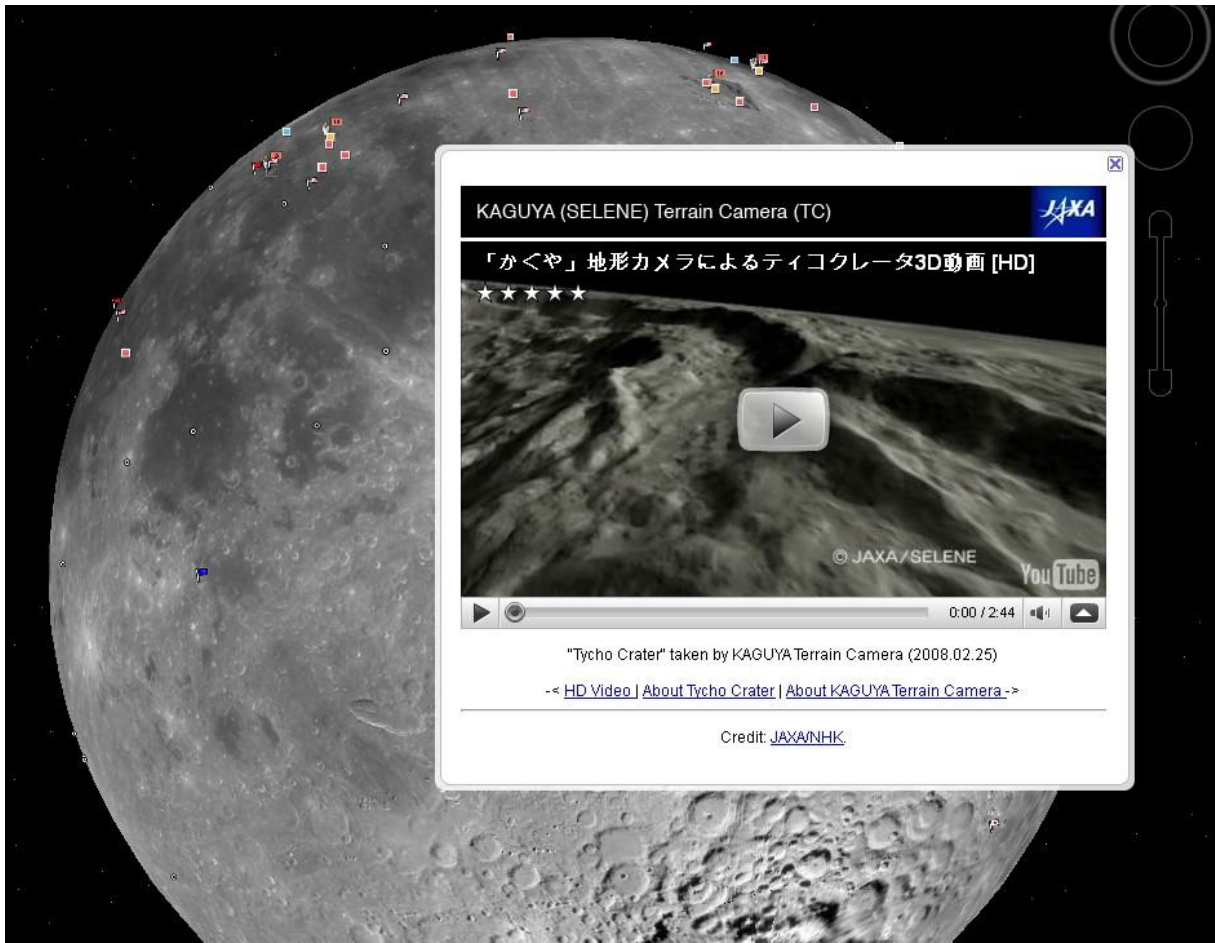 KAGUYA (SELENE) Terrain Camera (TC)
JAXA
「かぐや」地形カメラによるティコクレータ3D動画 [HD]
★★★★★
© JAXA/SELENE
YouTube
0:00 / 2:44
"Tycho Crater" taken by KAGUYA Terrain Camera (2008.02.25)
-< HD Video | About Tycho Crater | About KAGUYA Terrain Camera ->
Credit: JAXA/NHK.